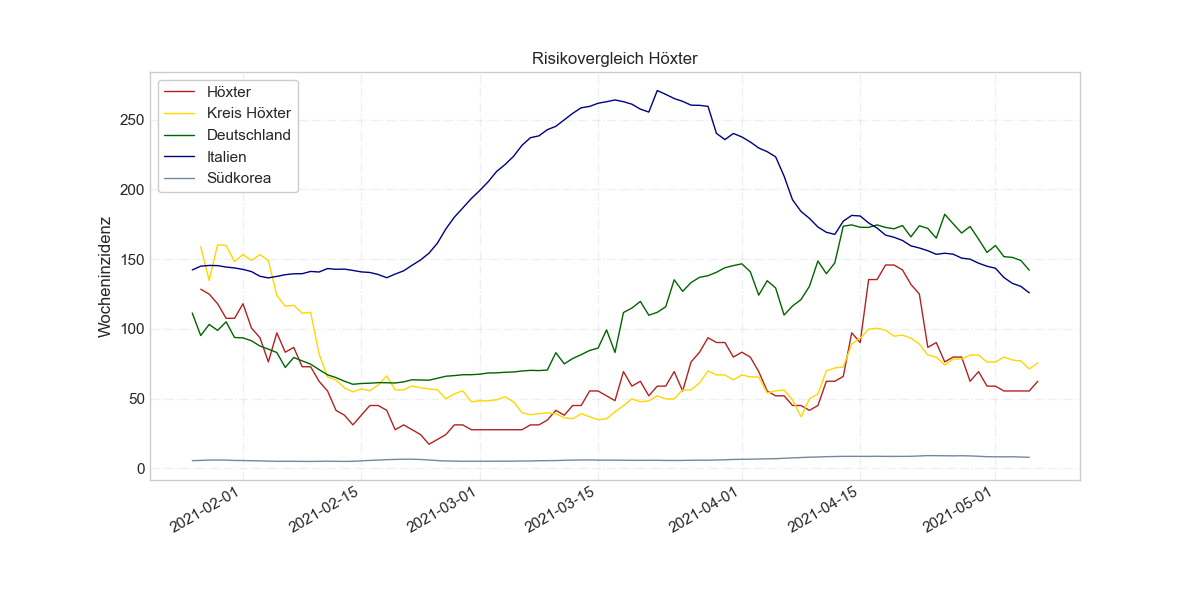 Risikovergleich Höxter
Höxter
Kreis Höxter
Deutschland
Italien
Südkorea
Wocheninzidenz
250
200
150
100
50
0
2021-02-01
2021-02-15
2021-03-01
2021-03-15
2021-04-01
2021-04-15
2021-05-01